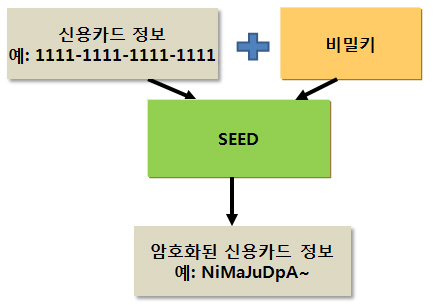 신용카드 정보
예: 1111-1111-1111-1111
비밀키
SEED
암호화된 신용카드 정보
예: NiMaJuDpA~